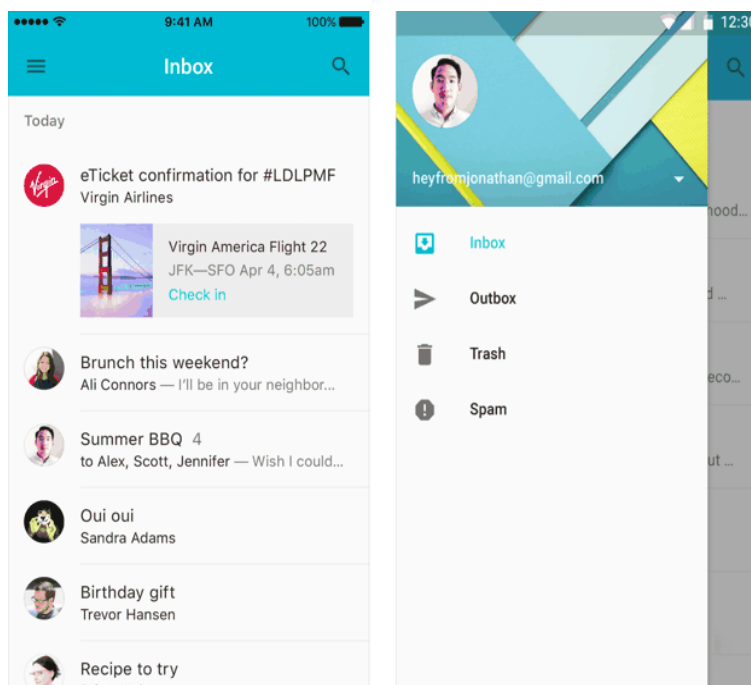 9:41 AM
100%
Inbox
Today
Virgin
eTicket confirmation for #LDLPMF
Virgin Airlines
Virgin America Flight 22
JFK—SFO Apr 4, 6:05am
Check in
Brunch this weekend?
Ali Connors — I'll be in your neighbor...
Summer BBQ 4
to Alex, Scott, Jennifer — Wish I could...
Oui oui
Sandra Adams
Birthday gift
Trevor Hansen
Recipe to try
12:30
heyfromjonathan@gmail.com
Inbox
Outbox
Trash
Spam